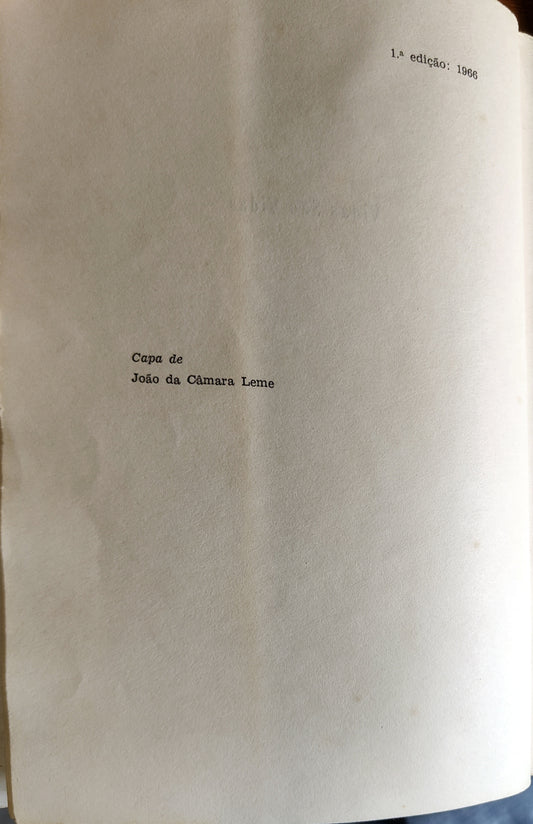 1.ª edição: 1966
Capa de
João da Câmara Leme